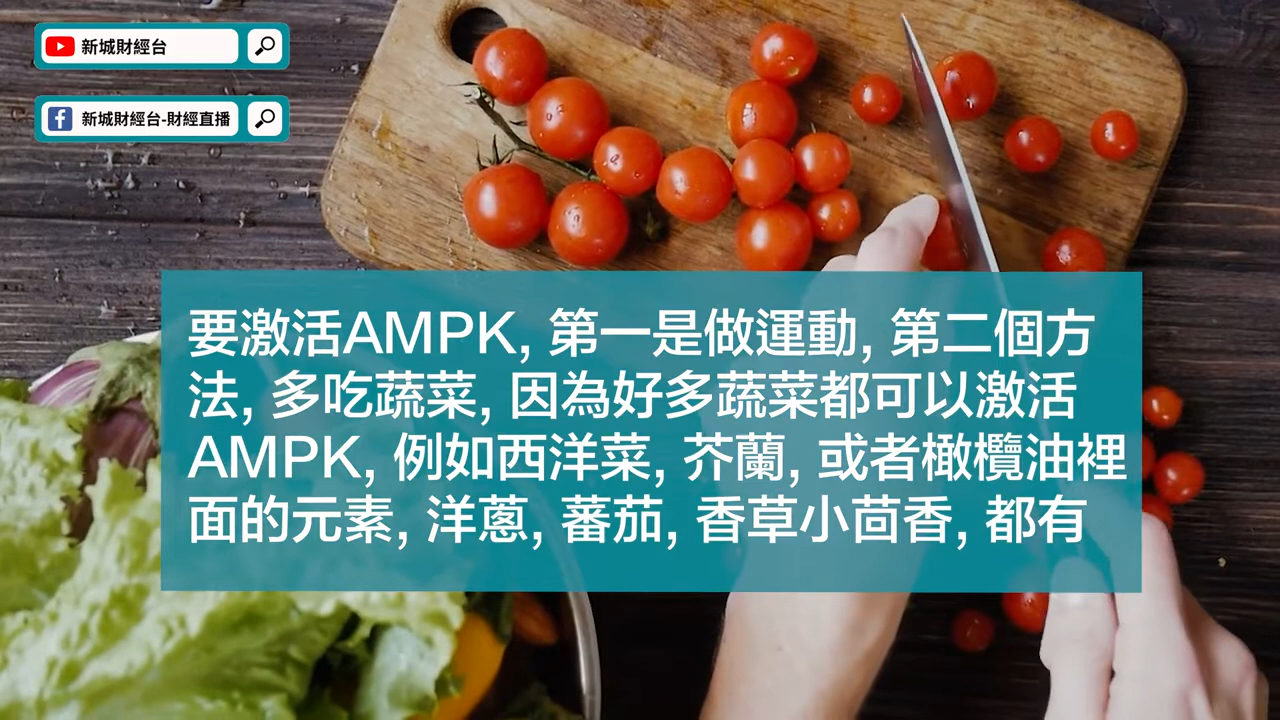 新城財經台
新城財經台-財經直播
要激活AMPK, 第一是做運動, 第二個方
法, 多吃蔬菜, 因為好多蔬菜都可以激活
AMPK, 例如西洋菜, 芥蘭, 或者橄欖油裡
面的元素, 洋蔥, 蕃茄, 香草小茴香, 都有